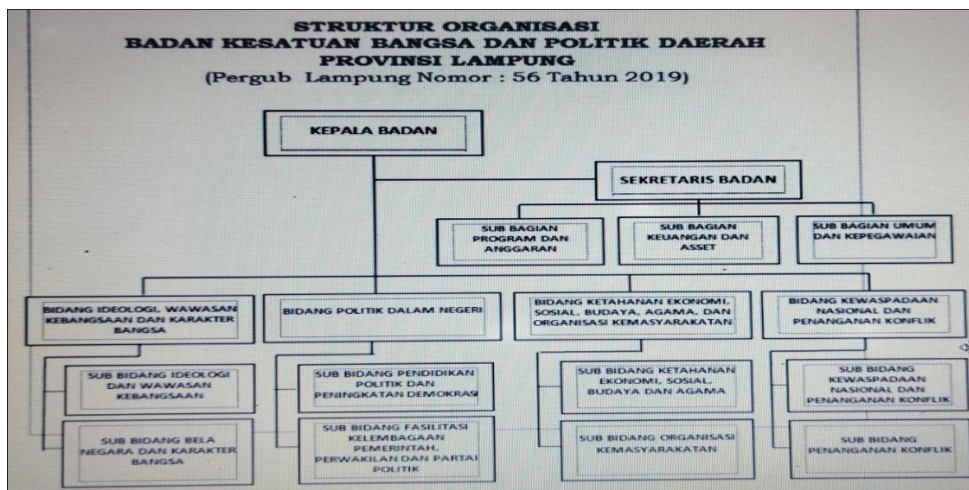 STRUKTUR ORGANISASI
BADAN KESATUAN BANGSA DAN POLITIK DAERAH
PROVINSI LAMPUNG
(Pergub Lampung Nomor : 56 Tahun 2019)
KEPALA BADAN
SEKRETARIS BADAN
SUB BAGIAN
PROGRAM DAN
ANGGARAN
SUB BAGIAN
KEUANGAN DAN
ASSET
SUB BAGIAN UMUM
DAN KEPEGAWAIAN
BIDANG IDEOLOGI, WAWASAN
KEBANGSAAN DAN KARAKTER
BANGSA
BIDANG POLITIK DALAM NEGERI
BIDANG KETAHANAN EKONOMI,
SOSIAL, BUDAYA, AGAMA, DAN
ORGANISASI KEMASYARAKATAN
BIDANG KEWASPADAAN
NASIONAL DAN
PENANGANAN KONFLIK
SUB BIDANG IDEOLOGI
DAN WAWASAN
KEBANGSAAN
SUB BIDANG PENDIDIKAN
POLITIK DAN
PENINGKATAN DEMOKRASI
SUB BIDANG KETAHANAN
EKONOMI, SOSIAL,
BUDAYA DAN AGAMA
SUB BIDANG
KEWASPADAAN
NASIONAL DAN
PENANGANAN KONFLIK
SUB BIDANG BELA
NEGARA DAN KARAKTER
BANGSA
SUB BIDANG FASILITASI
KELEMBAGAAN
PEMERINTAH,
PERWAKILAN DAN PARTAI
POLITIK
SUB BIDANG ORGANISASI
KEMASYARAKATAN
SUB BIDANG
PENANGANAN KONFLIK